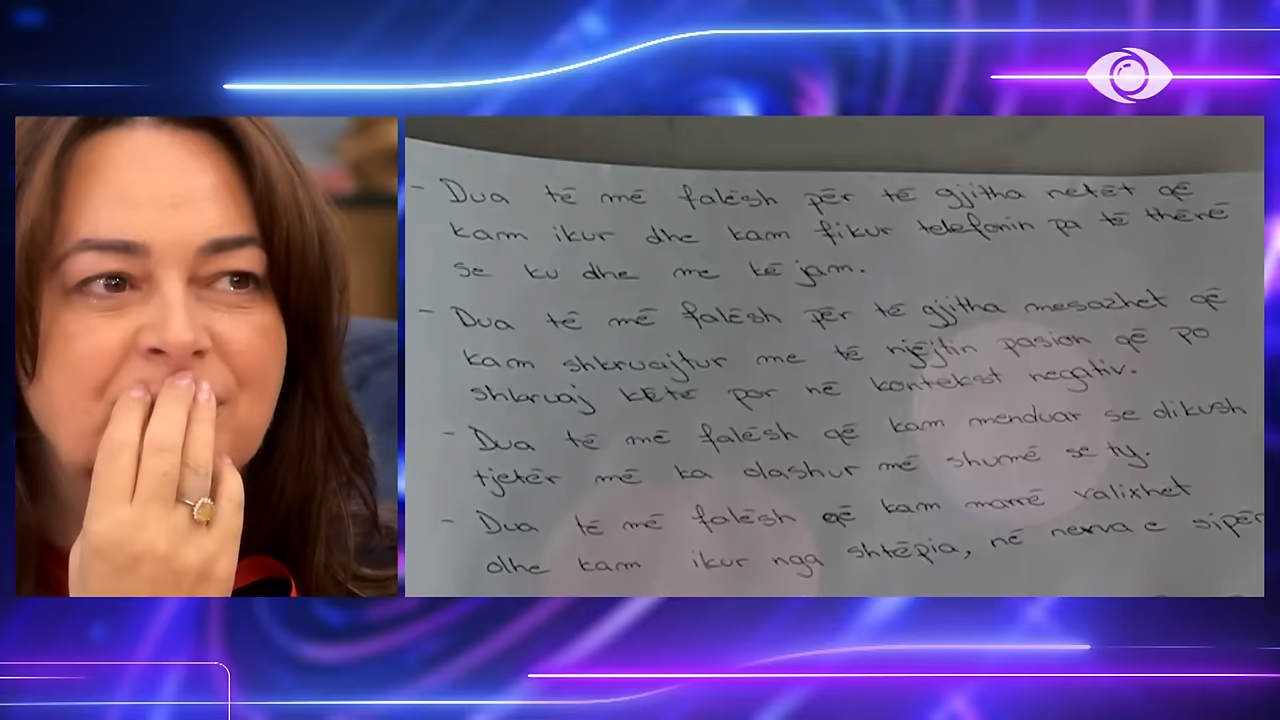 - Dua të më falësh për të gjitha netët që
kam ikur dhe kam fikur telefonin pa të thënë
se ku dhe me kë jam.
- Dua të më falësh për të gjitha mesazhet që
kam shkruajtur me të njëjtin pasion që po
shkruaj këtë por në kontekst negativ.
- Dua të më falësh që kam menduar se dikush
tjetër më ka dashur më shumë se ty.
- Dua të më falësh që kam marrë valixhet
dhe kam ikur nga shtëpia, në nerva e sipër